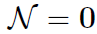 𝒩 = 0